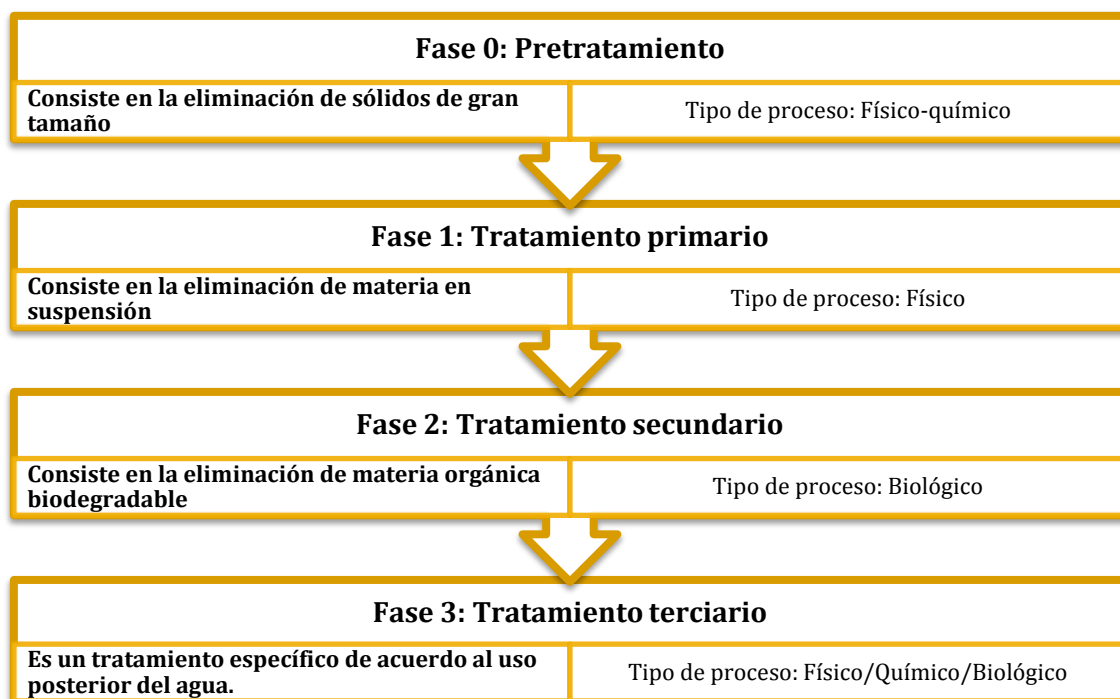 Fase 0: Pretratamiento
Consiste en la eliminación de sólidos de gran
tamaño
Tipo de proceso: Físico-químico
Fase 1: Tratamiento primario
Consiste en la eliminación de materia en
suspensión
Tipo de proceso: Físico
Fase 2: Tratamiento secundario
Consiste en la eliminación de materia orgánica
biodegradable
Tipo de proceso: Biológico
Fase 3: Tratamiento terciario
Es un tratamiento específico de acuerdo al uso
posterior del agua.
Tipo de proceso: Físico/Químico/Biológico